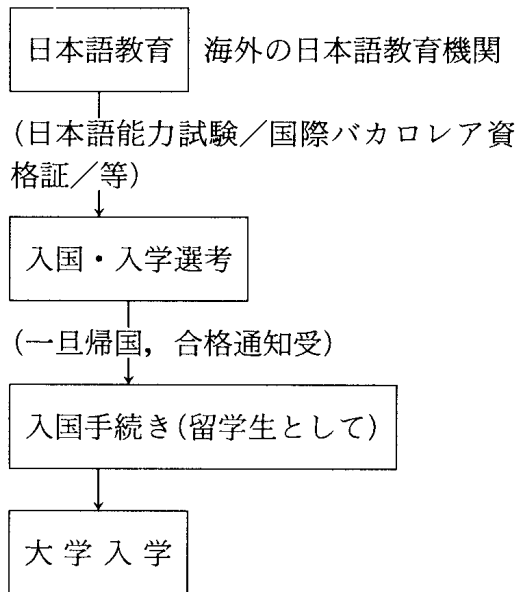 日本語教育 海外の日本語教育機関
(日本語能力試験／国際バカロレア資
格証／等)
入国・入学選考
(一旦帰国，合格通知受)
入国手続き(留学生として)
大学入学